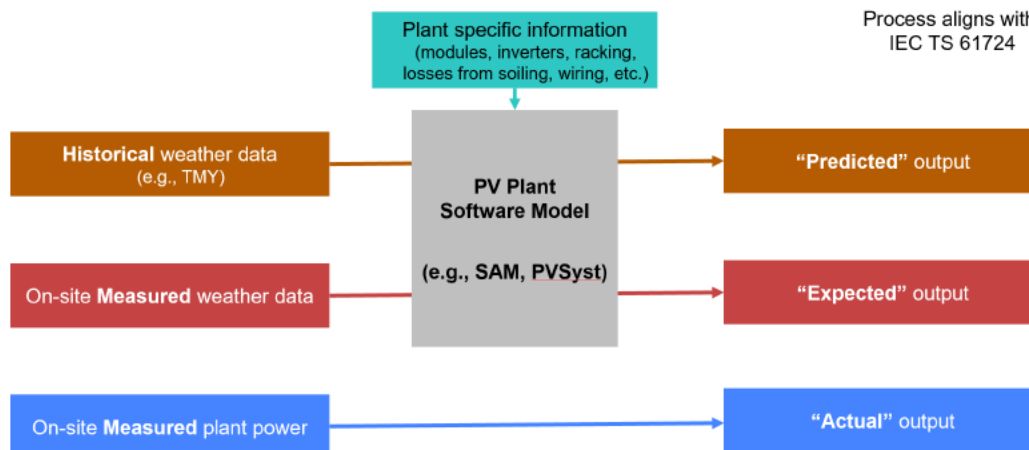 Plant specific information
(modules, inverters, racking,
losses from soiling, wiring, etc.)
Process aligns with
IEC TS 61724
Historical weather data
(e.g., TMY)
PV Plant
Software Model
(e.g., SAM, PVSyst)
"Predicted" output
On-site Measured weather data
"Expected" output
On-site Measured plant power
"Actual" output